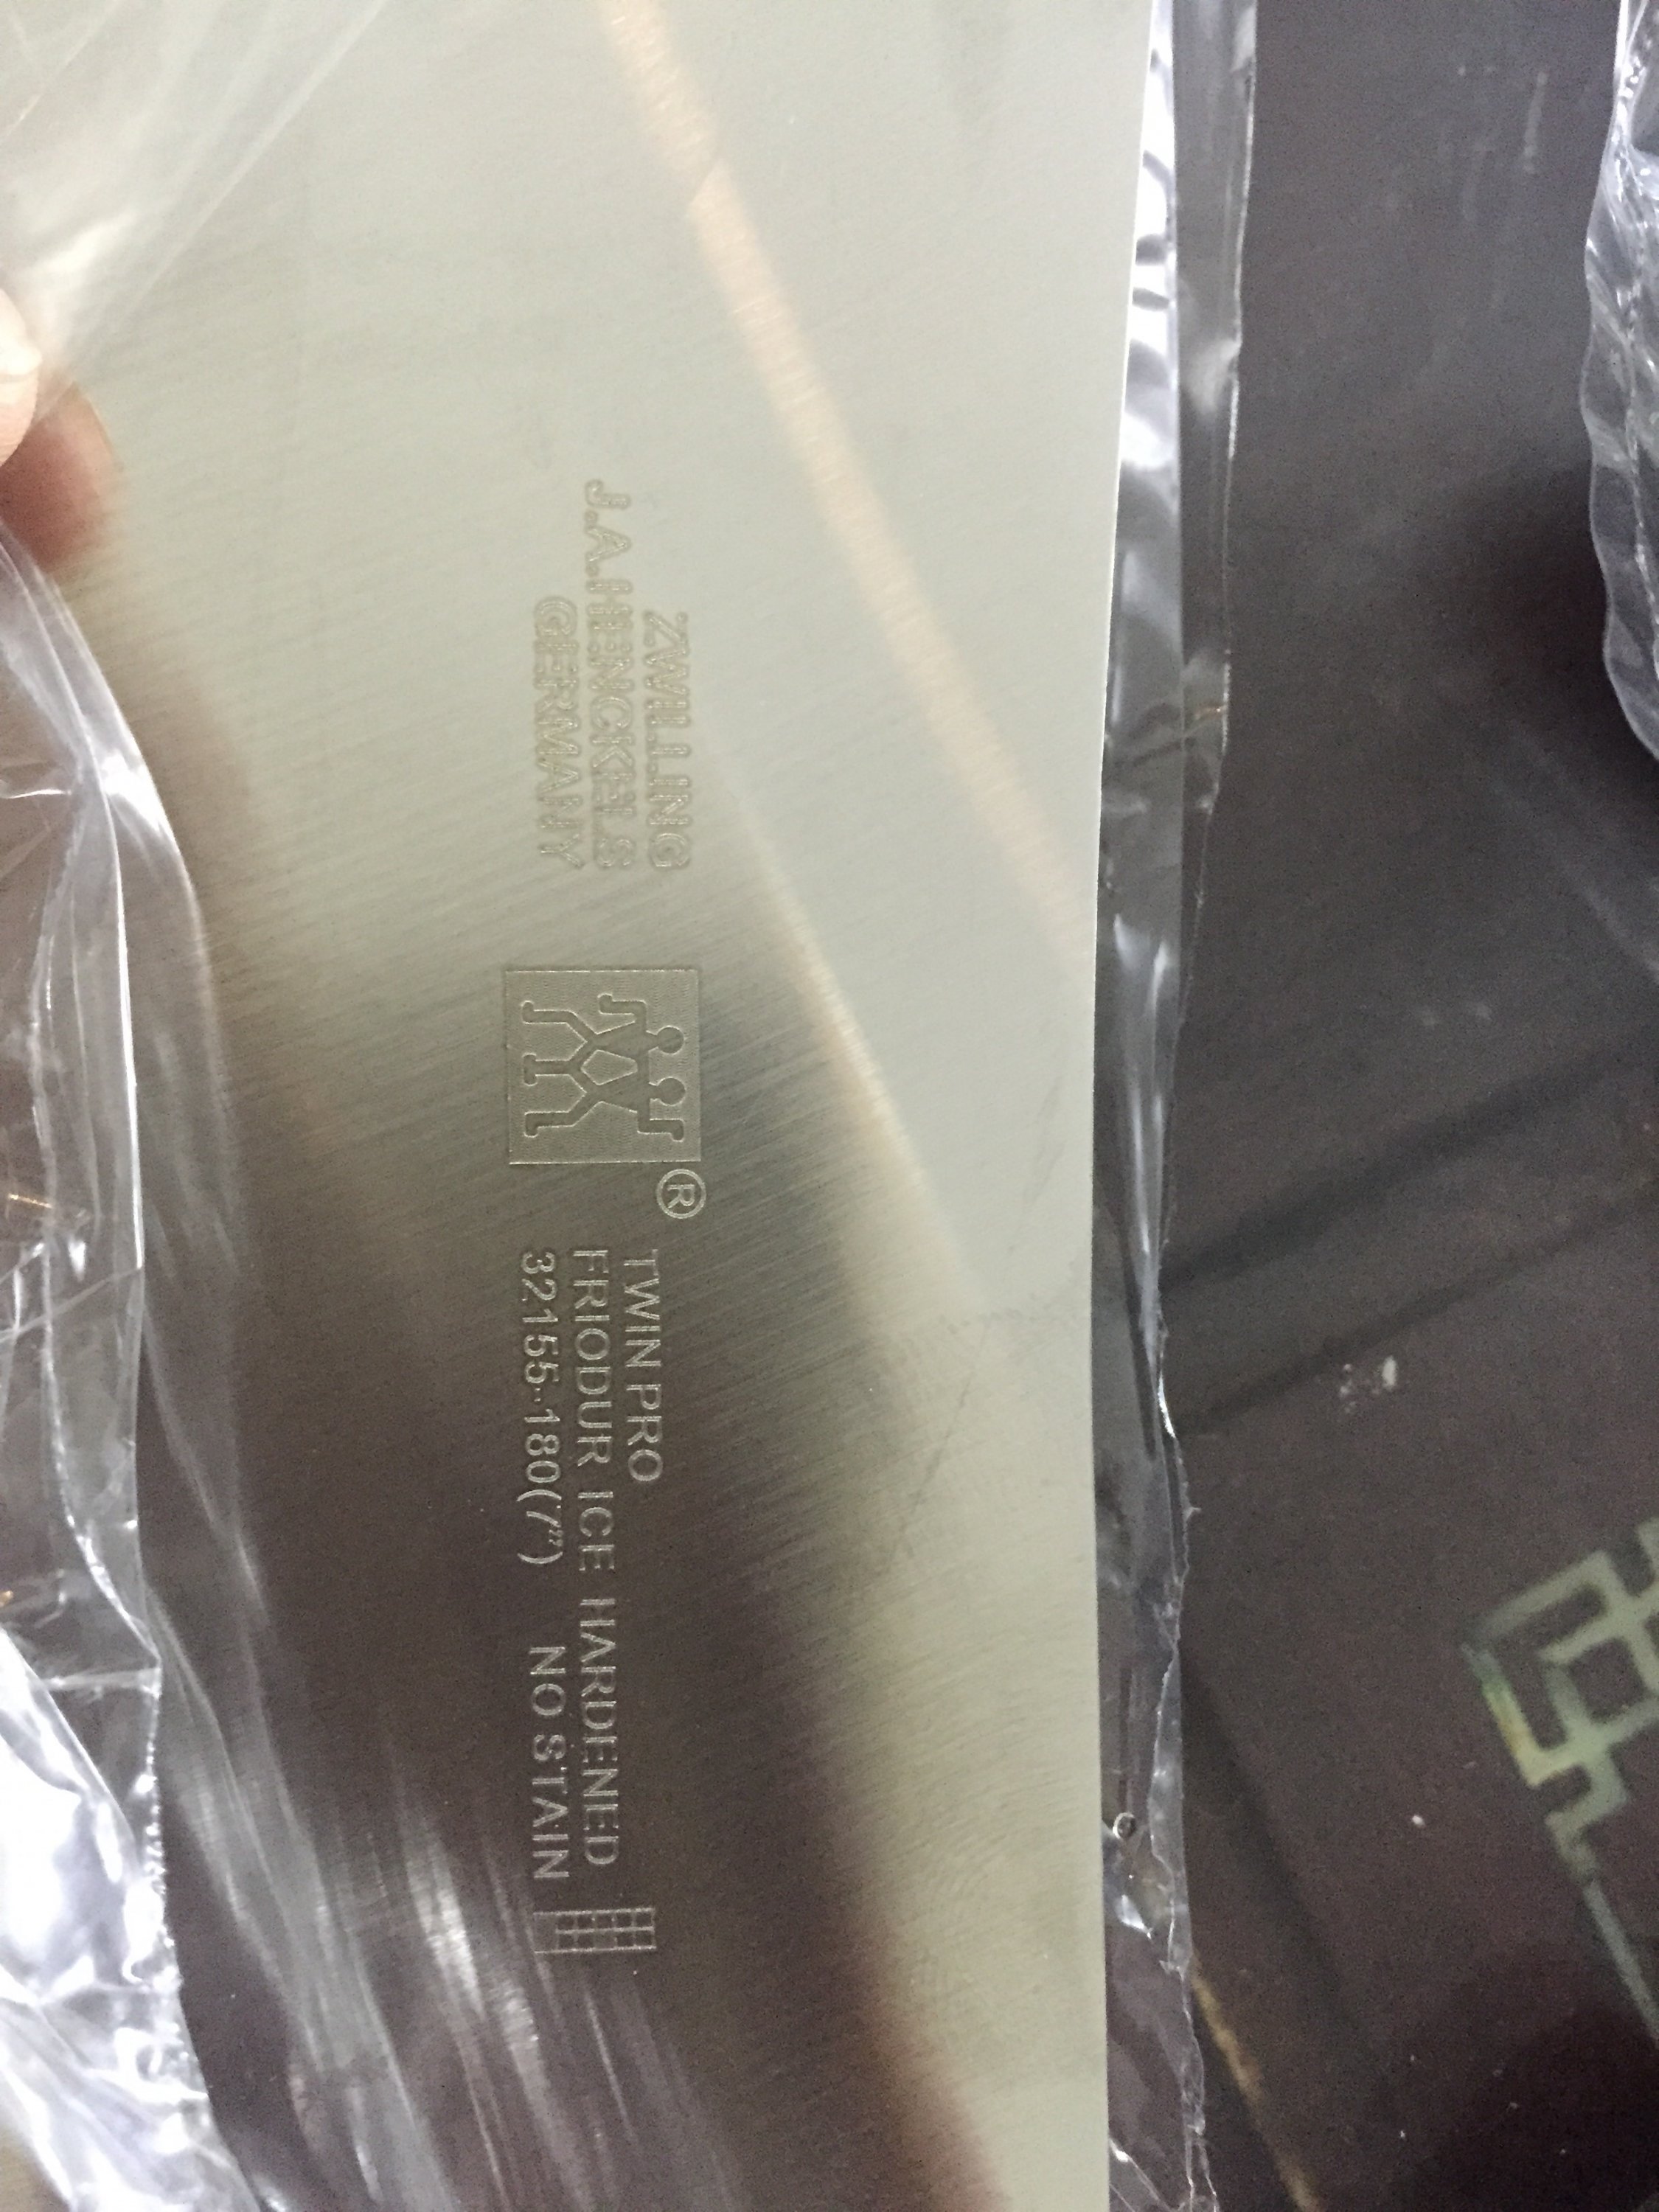 ZWILLING
J.A.HENCKELS
GERMANY
®
TWIN PRO
FRIODUR ICE HARDENED
32155-180(7")  NO STAIN